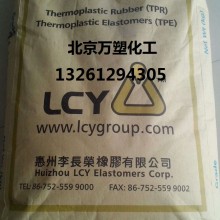 Thermoplastic Rubber (TPR)
Thermoplastic Elastomers (TPE)
北京万塑化工
13261294305
LCY
www.lcygroup.com
惠州李長榮橡膠有限公司
Huizhou LCY Elastomers Corp.
TEL: 86-752-559 9000 FAX: 86-752-559 9002